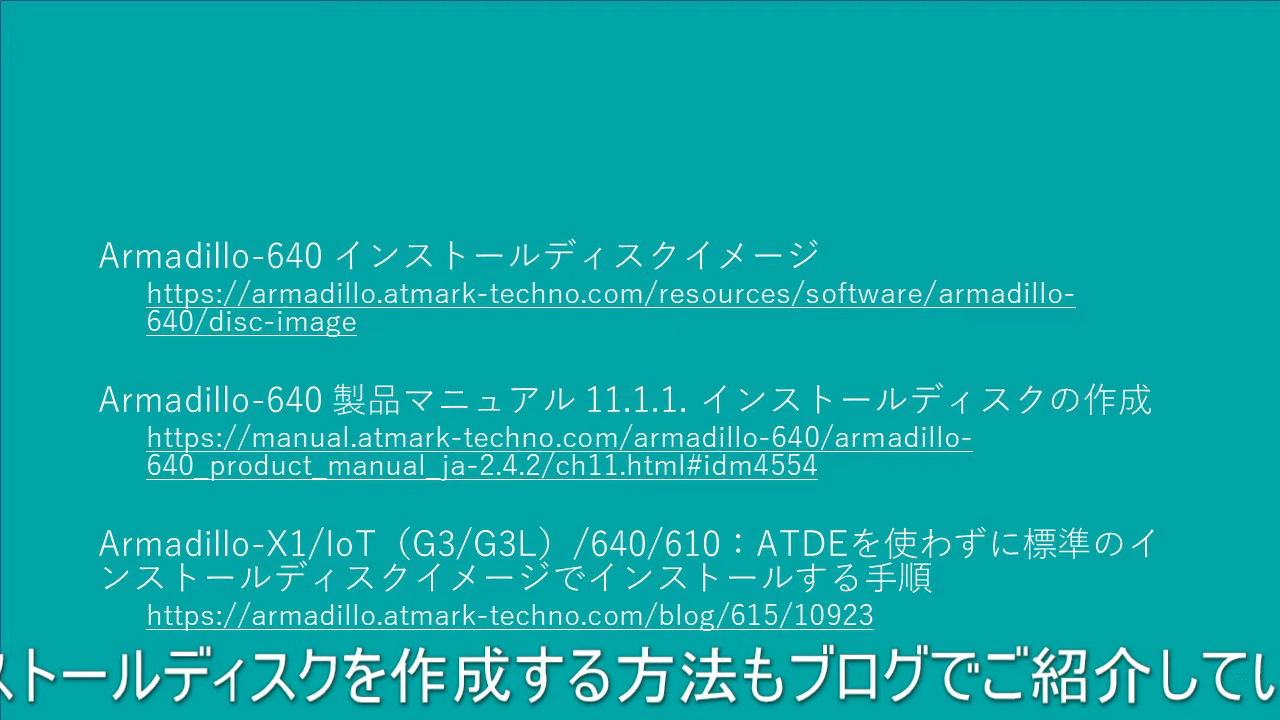 Armadillo-640 インストールディスクイメージ
https://armadillo.atmark-techno.com/resources/software/armadillo-
640/disc-image
Armadillo-640 製品マニュアル 11.1.1. インストールディスクの作成
https://manual.atmark-techno.com/armadillo-640/armadillo-
640_product_manual_ja-2.4.2/ch11.html#idm4554
Armadillo-X1/IoT（G3/G3L）/640/610：ATDEを使わずに標準のイ
ンストールディスクイメージでインストールする手順
https://armadillo.atmark-techno.com/blog/615/10923
ストールディスクを作成する方法もブログでご紹介してい